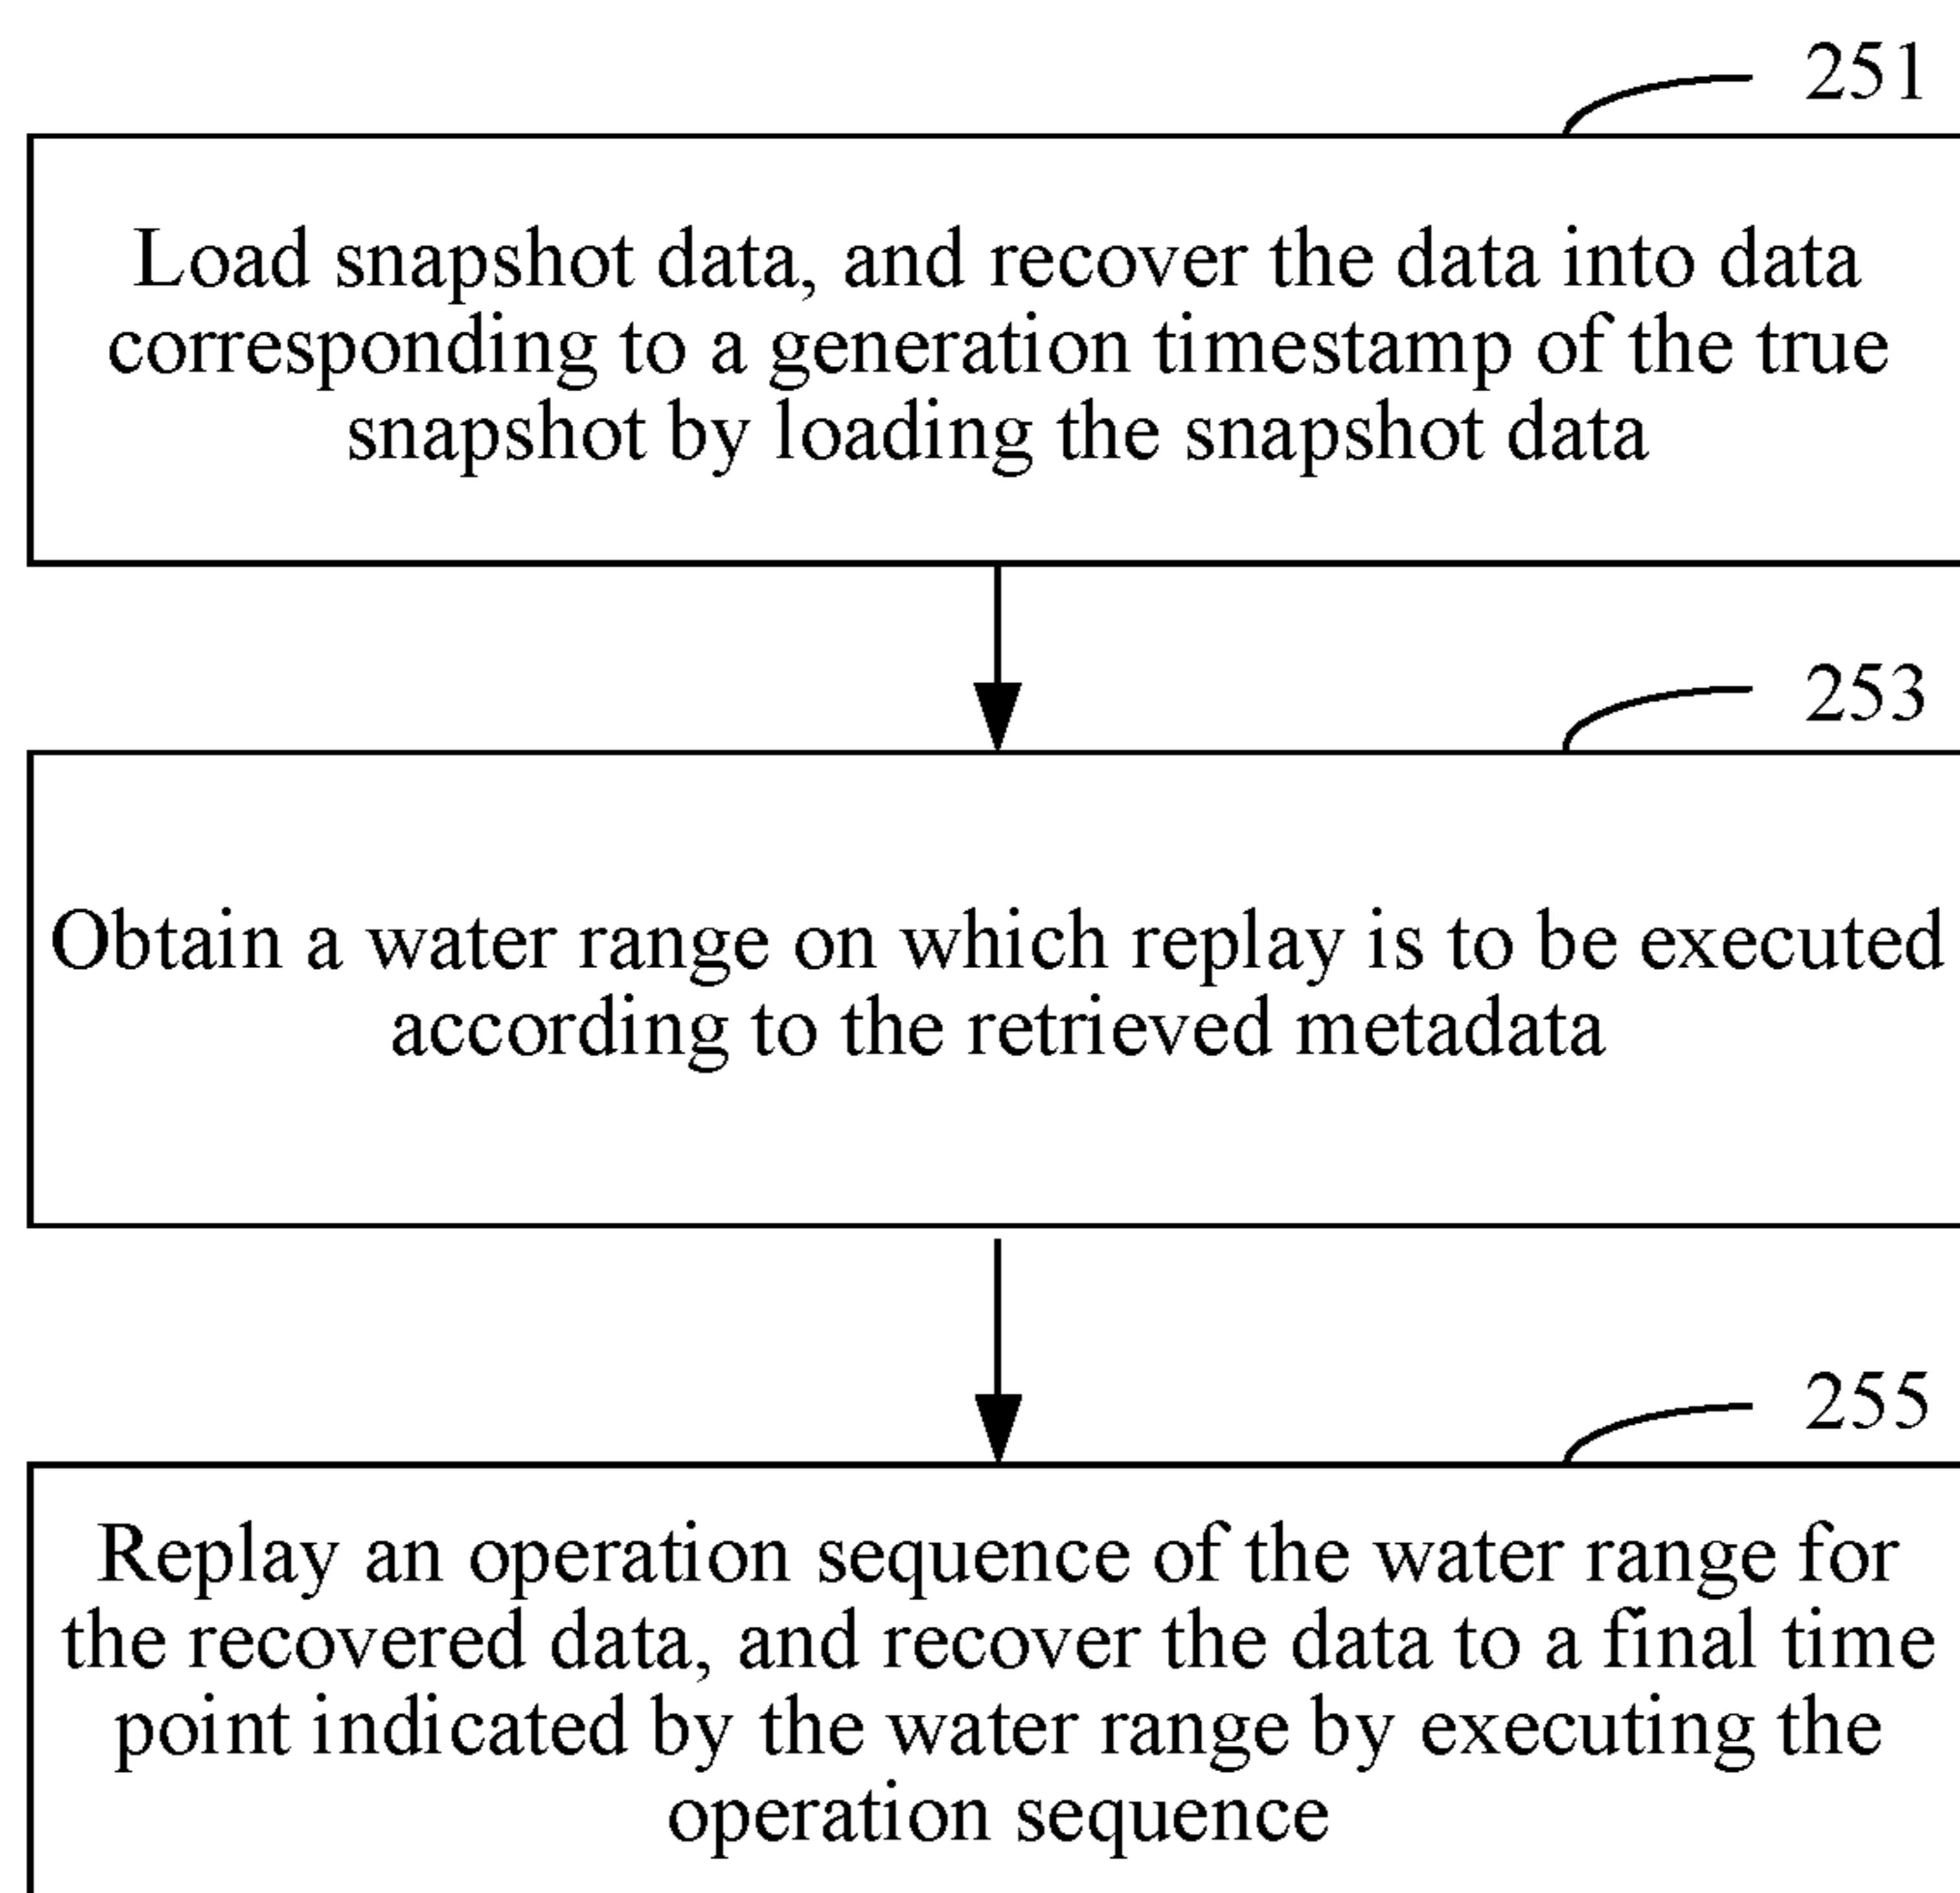 251
Load snapshot data, and recover the data into data
corresponding to a generation timestamp of the true
snapshot by loading the snapshot data
253
Obtain a water range on which replay is to be executed
according to the retrieved metadata
255
Replay an operation sequence of the water range for
the recovered data, and recover the data to a final time
point indicated by the water range by executing the
operation sequence